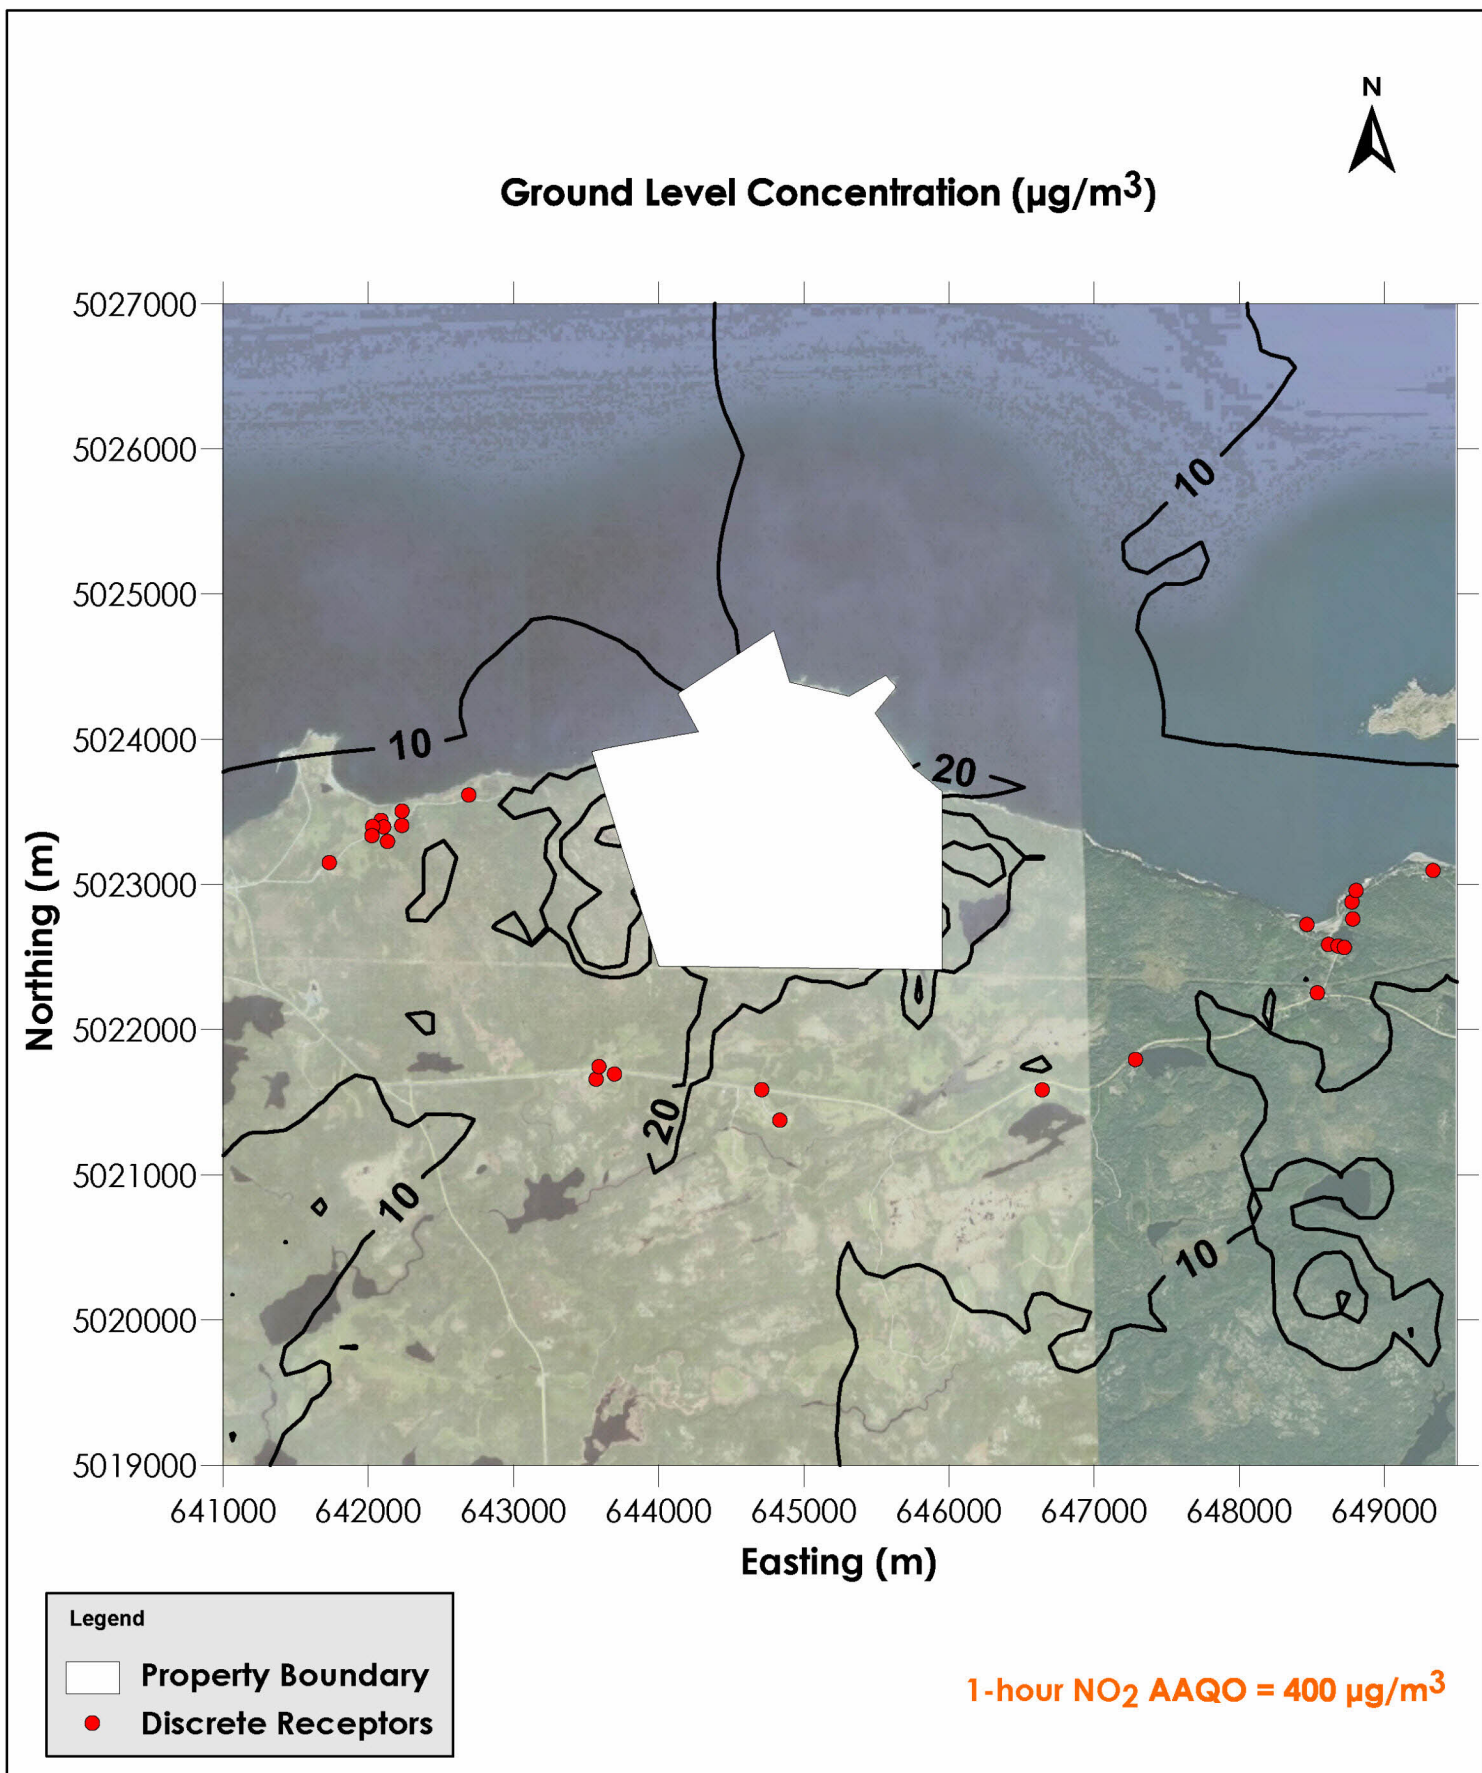 N
Ground Level Concentration (µg/m3)
5027000
5026000
5025000
5024000
5023000
5022000
5021000
5020000
5019000
Northing (m)
10
10
20
20
10
10
641000 642000 643000 644000 645000 646000 647000 648000 649000
Easting (m)
Legend
Property Boundary
Discrete Receptors
1-hour NO2 AAQO = 400 µg/m3